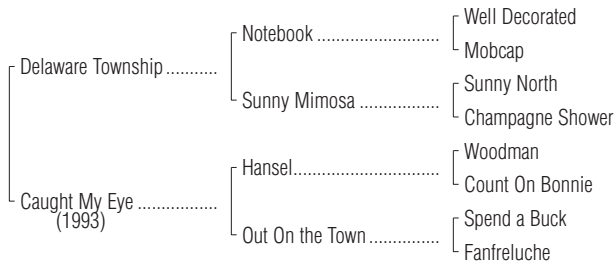 Well Decorated
Notebook ........................
Mobcap
Delaware Township ..........
Sunny North
Sunny Mimosa ................
Champagne Shower
Woodman
Hansel.............................
Count On Bonnie
Caught My Eye ................
(1993)
Spend a Buck
Out On the Town ..............
Fanfreluche